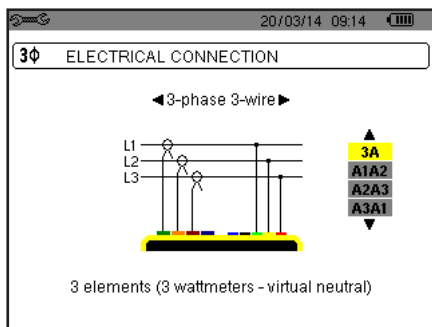 20/03/14 09:14
3Φ ELECTRICAL CONNECTION
◄3-phase 3-wire►
L1
L2
L3
3A
A1A2
A2A3
A3A1
3 elements (3 wattmeters - virtual neutral)